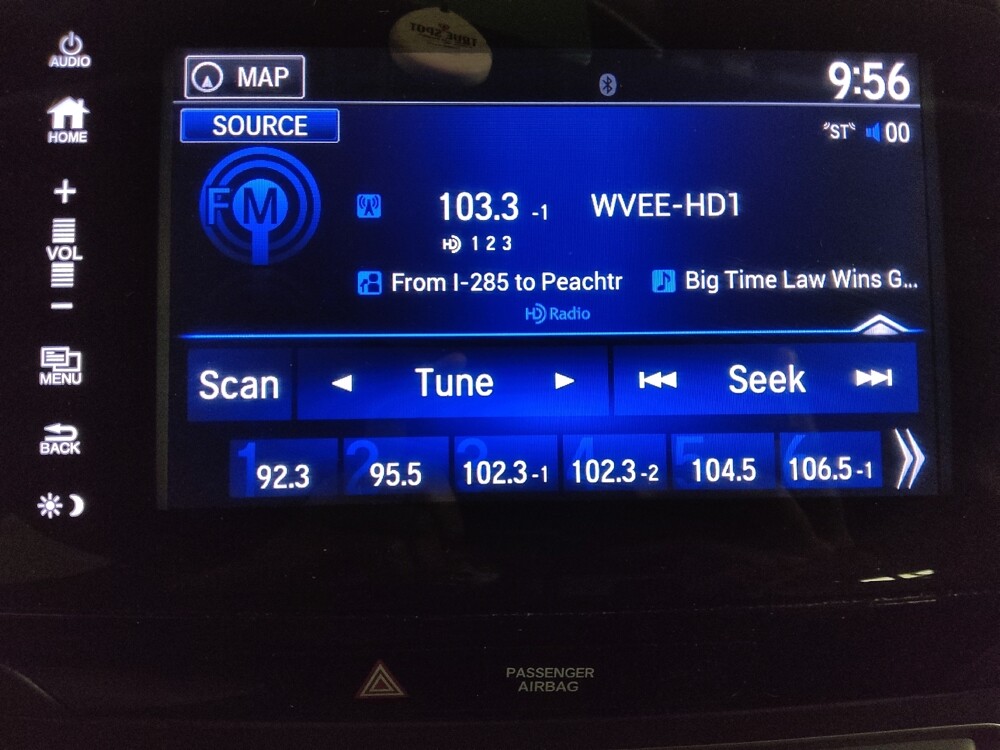 AUDIO
MAP
9:56
HOME
SOURCE
"ST" 00
FM
103.3 -1 WVEE-HD1
HD 1 2 3
VOL
From I-285 to Peachtr Big Time Law Wins G...
HD Radio
MENU
Scan Tune Seek
BACK
1 92.3 2 95.5 3 102.3-1 4 102.3-2 5 104.5 6 106.5-1
PASSENGER
AIRBAG